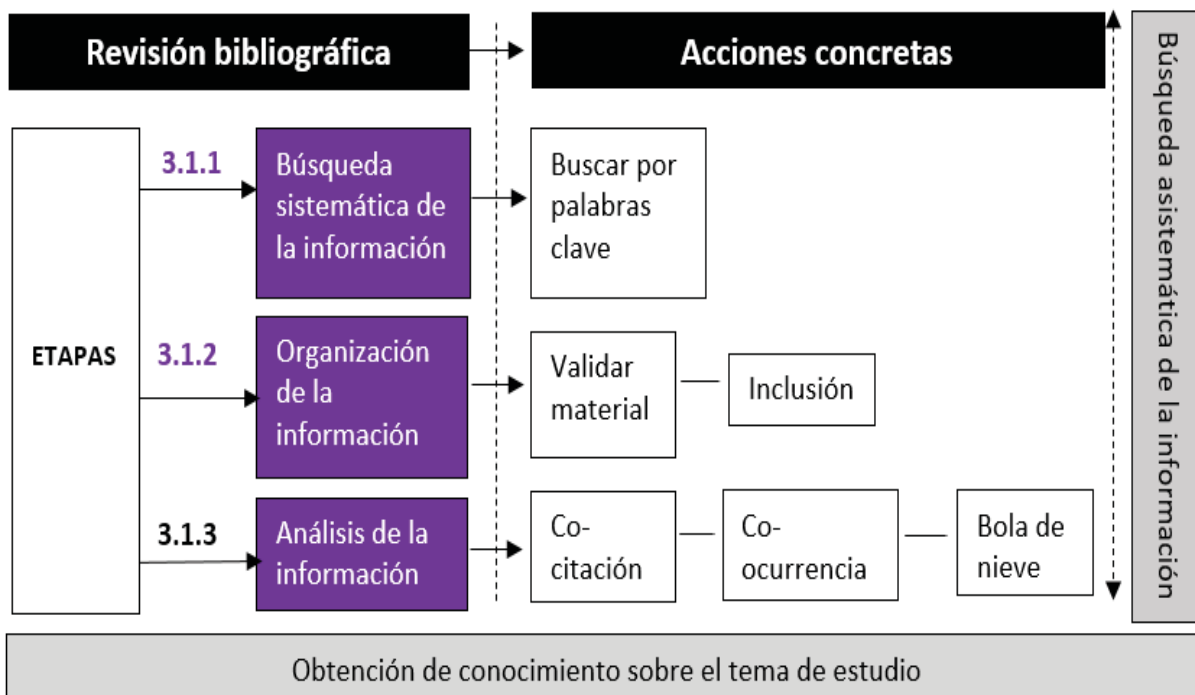 Revisión bibliográfica
Acciones concretas
Búsqueda asistemática de la información
ETAPAS
3.1.1
Búsqueda
sistemática de
la información
Buscar por
palabras
clave
3.1.2
Organización
de la
información
Validar
material
Inclusión
3.1.3
Análisis de la
información
Co-
citación
Co-
ocurrencia
Bola de
nieve
Obtención de conocimiento sobre el tema de estudio